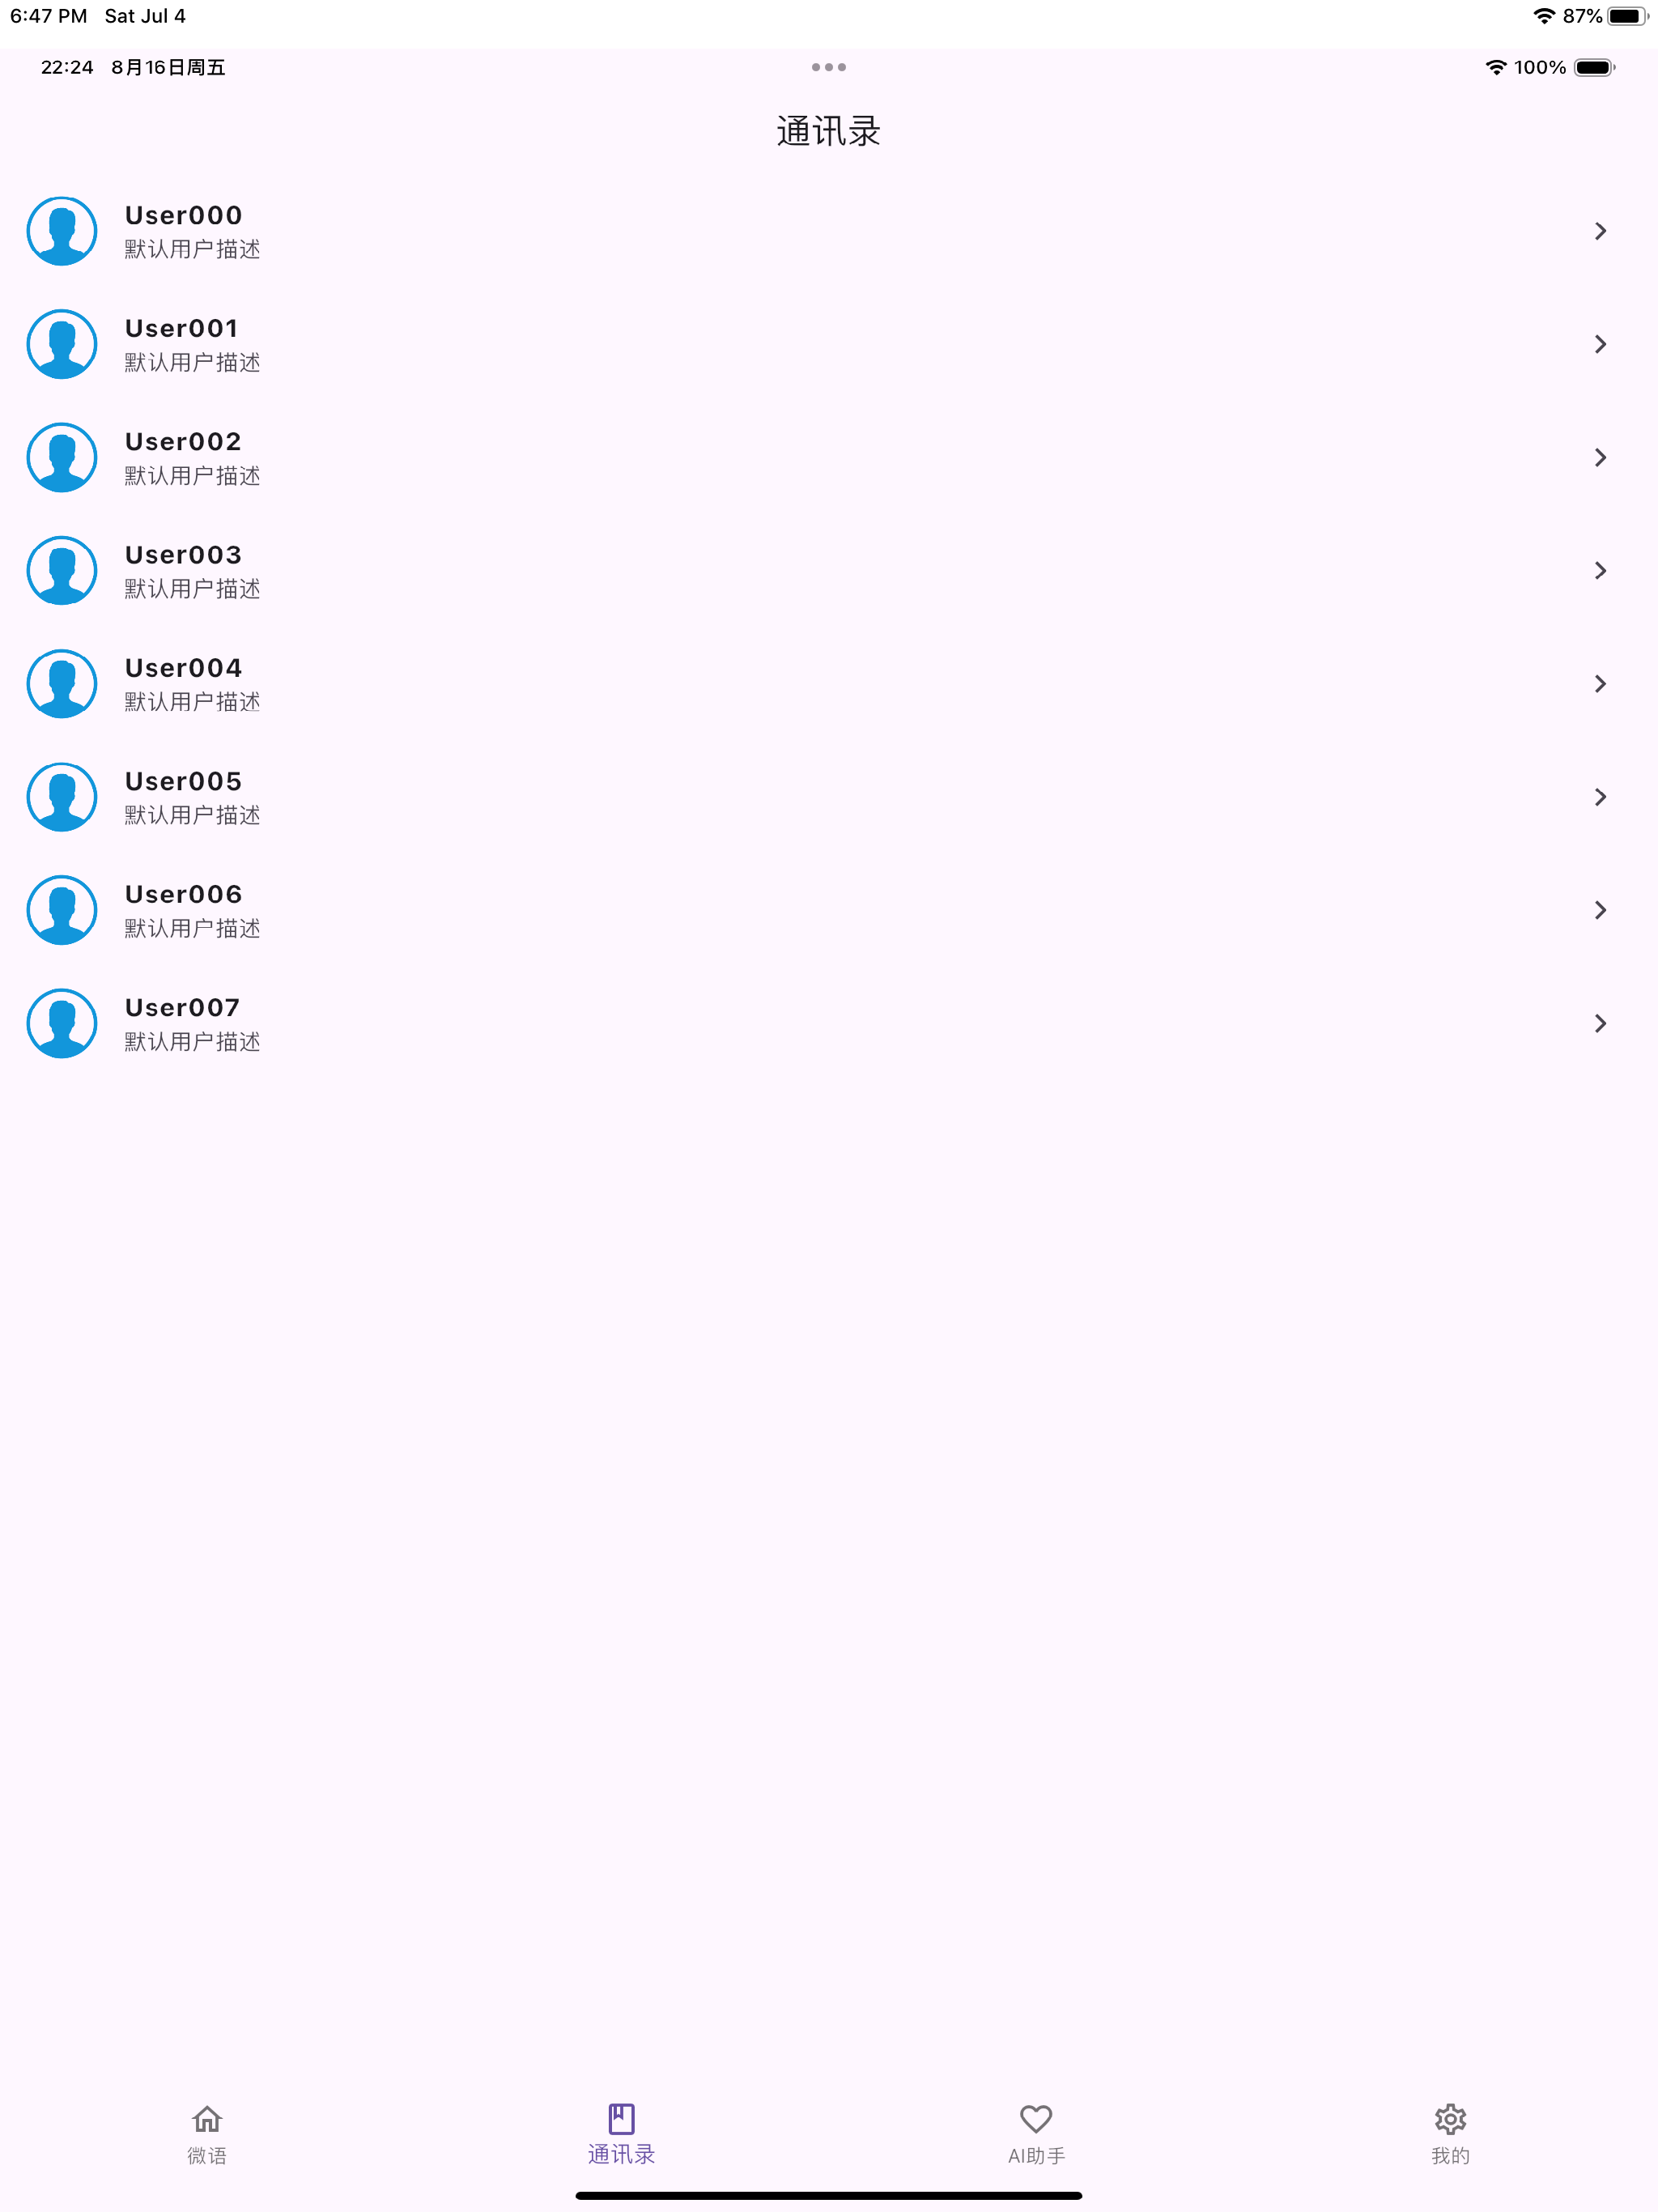 6:47 PM Sat Jul 4 87%
22:24 8月16日周五 100%
通讯录
User000
默认用户描述
User001
默认用户描述
User002
默认用户描述
User003
默认用户描述
User004
默认用户描述
User005
默认用户描述
User006
默认用户描述
User007
默认用户描述
微语 通讯录 AI助手 我的